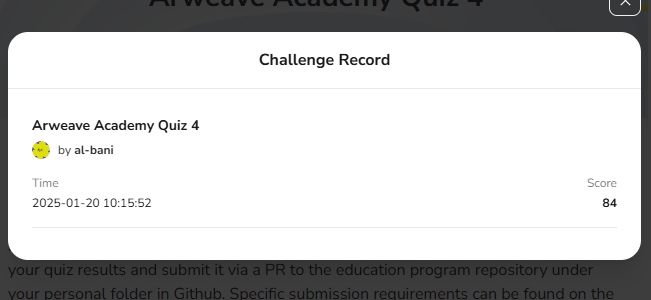 Arweave Academy Quiz 4
Challenge Record
Arweave Academy Quiz 4
by al-bani
Time Score
2025-01-20 10:15:52 84
your quiz results and submit it via a PR to the education program repository under
your personal folder in Github. Specific submission requirements can be found on the